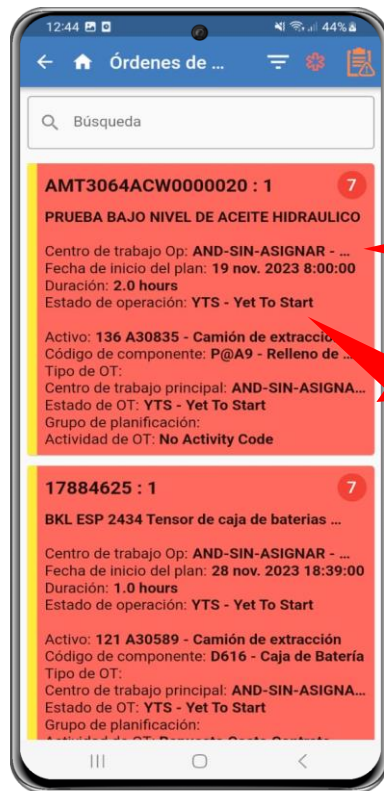 12:44 44%
Órdenes de ...
Búsqueda
AMT3064ACW0000020 : 1 7
PRUEBA BAJO NIVEL DE ACEITE HIDRAULICO
Centro de trabajo Op: AND-SIN-ASIGNAR - ...
Fecha de inicio del plan: 19 nov. 2023 8:00:00
Duración: 2.0 hours
Estado de operación: YTS - Yet To Start
Activo: 136 A30835 - Camión de extracción
Código de componente: P@A9 - Relleno de ...
Tipo de OT:
Centro de trabajo principal: AND-SIN-ASIGNA...
Estado de OT: YTS - Yet To Start
Grupo de planificación:
Actividad de OT: No Activity Code
17884625 : 1 7
BKL ESP 2434 Tensor de caja de baterias ...
Centro de trabajo Op: AND-SIN-ASIGNAR - ...
Fecha de inicio del plan: 28 nov. 2023 18:39:00
Duración: 1.0 hours
Estado de operación: YTS - Yet To Start
Activo: 121 A30589 - Camión de extracción
Código de componente: D616 - Caja de Batería
Tipo de OT:
Centro de trabajo principal: AND-SIN-ASIGNA...
Estado de OT: YTS - Yet To Start
Grupo de planificación: